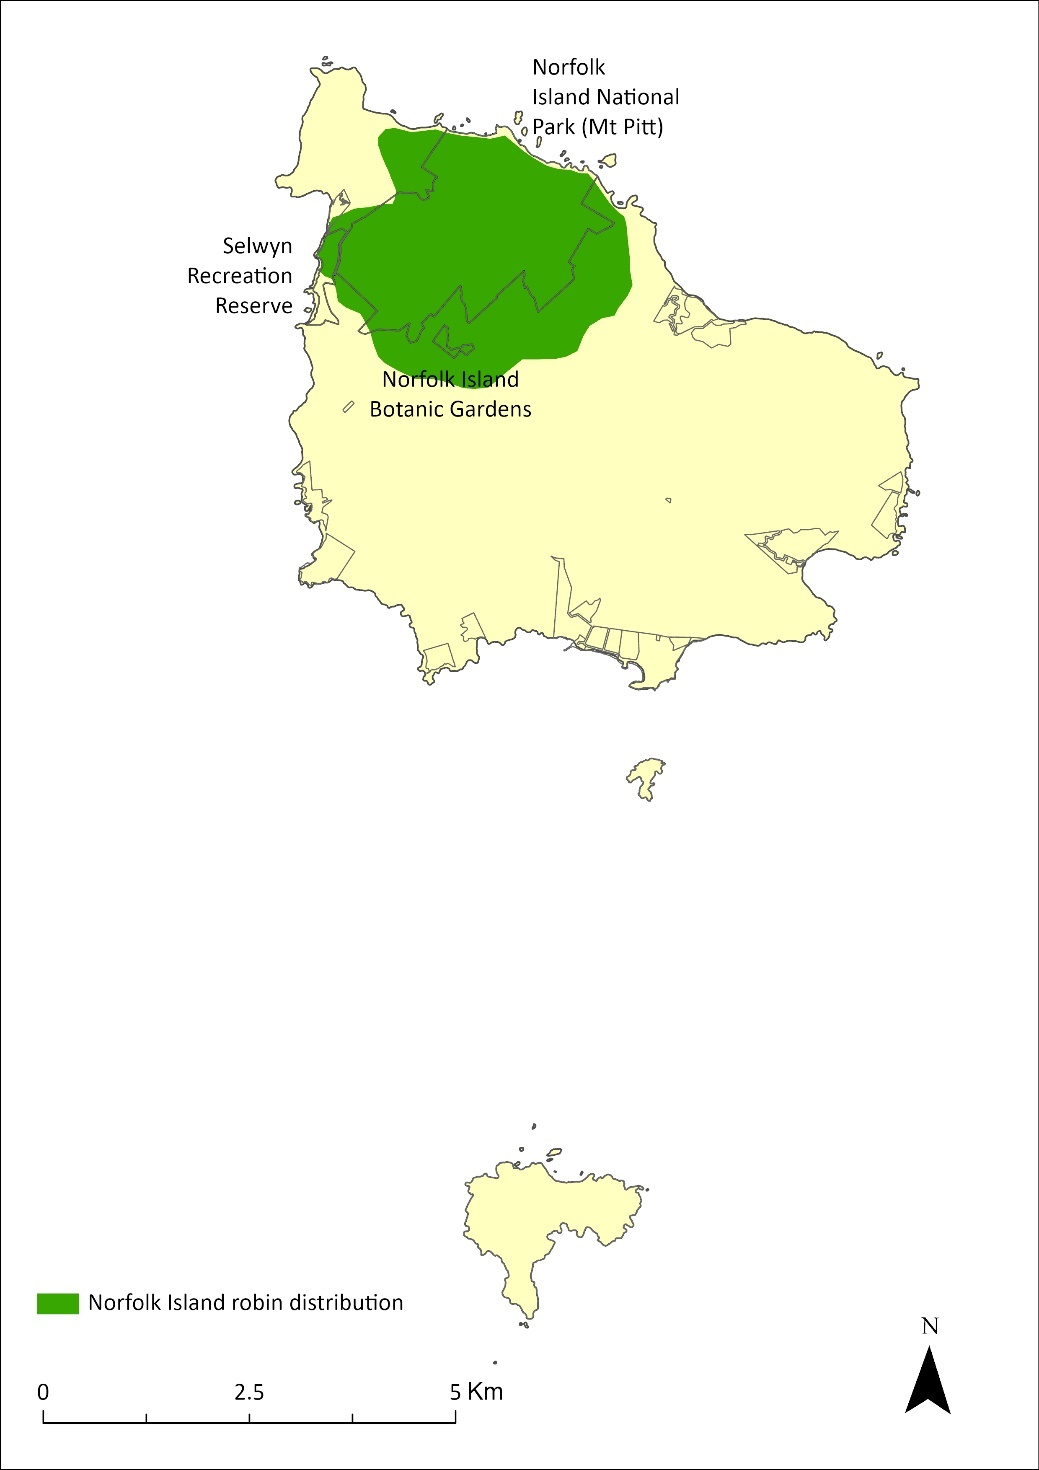 Norfolk
Island National
Park (Mt Pitt)
Selwyn
Recreation
Reserve
Norfolk Island
Botanic Gardens
Norfolk Island robin distribution
N
0 2.5 5 Km